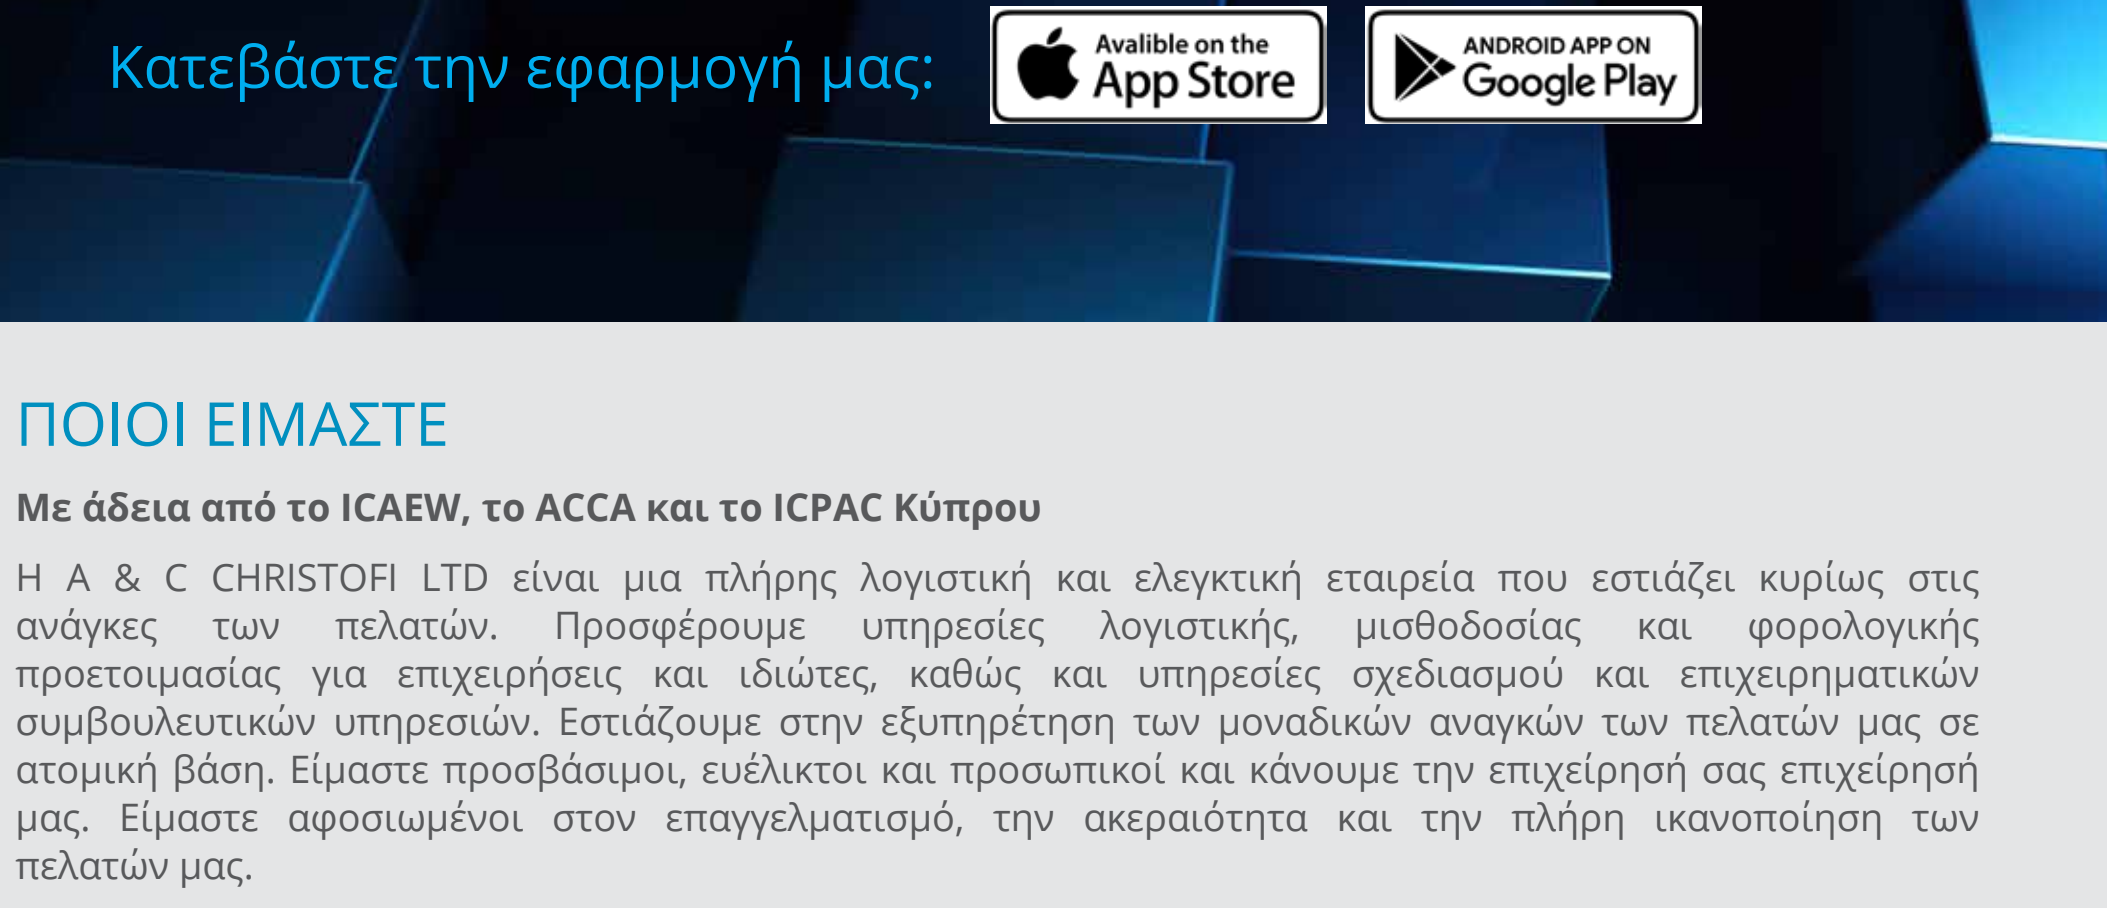 Κατεβάστε την εφαρμογή μας:
Avalible on the
App Store
ANDROID APP ON
Google Play
ΠΟΙΟΙ ΕΙΜΑΣΤΕ
Με άδεια από το ICAEW, το ACCA και το ICPAC Κύπρου
Η A & C CHRISTOFI LTD είναι μια πλήρης λογιστική και ελεγκτική εταιρεία που εστιάζει κυρίως στις
ανάγκες των πελατών. Προσφέρουμε υπηρεσίες λογιστικής, μισθοδοσίας και φορολογικής
προετοιμασίας για επιχειρήσεις και ιδιώτες, καθώς και υπηρεσίες σχεδιασμού και επιχειρηματικών
συμβουλευτικών υπηρεσιών. Εστιάζουμε στην εξυπηρέτηση των μοναδικών αναγκών των πελατών μας σε
ατομική βάση. Είμαστε προσβάσιμοι, ευέλικτοι και προσωπικοί και κάνουμε την επιχείρησή σας επιχείρησή
μας. Είμαστε αφοσιωμένοι στον επαγγελματισμό, την ακεραιότητα και την πλήρη ικανοποίηση των
πελατών μας.